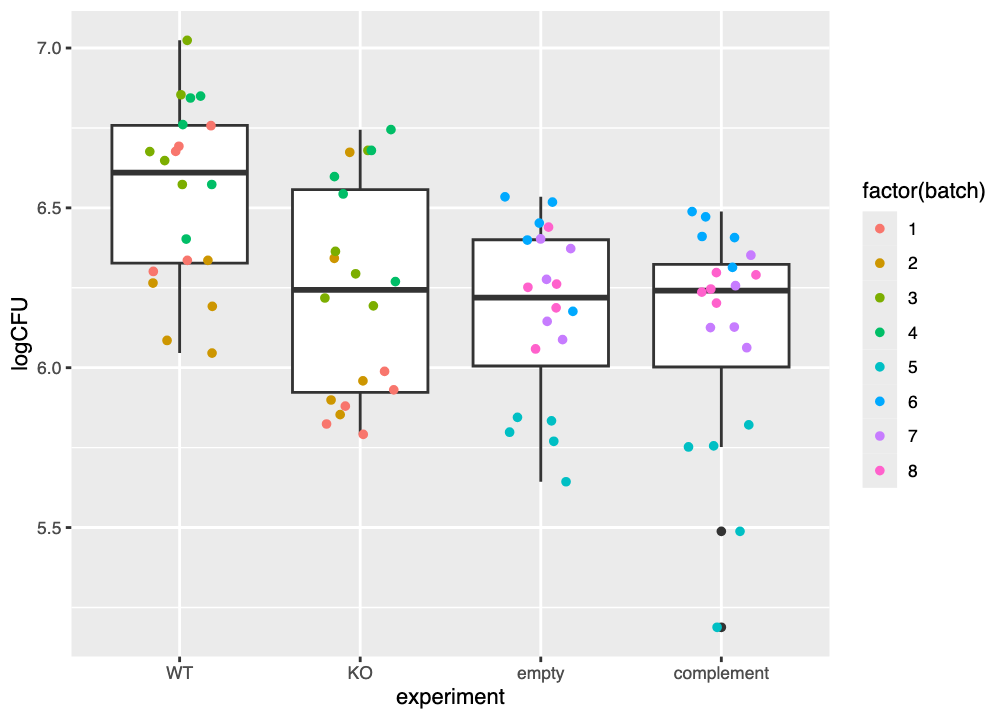 7.0
6.5
6.0
5.5
logCFU
WT
KO
empty
complement
experiment
factor(batch)
1
2
3
4
5
6
7
8